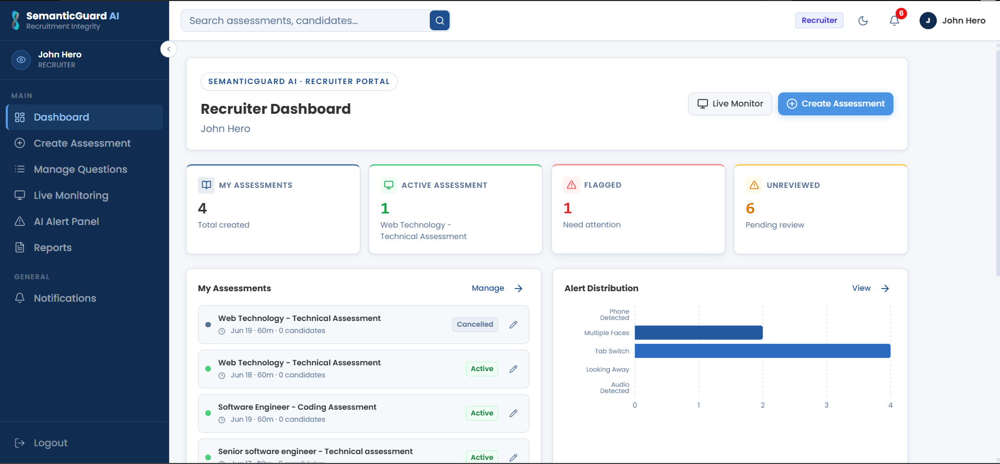 SemanticGuard AI
Recruitment Integrity
Search assessments, candidates...
Recruiter
6
J
John Hero
John Hero
RECRUITER
MAIN
Dashboard
Create Assessment
Manage Questions
Live Monitoring
AI Alert Panel
Reports
GENERAL
Notifications
Logout
SEMANTICGUARD AI · RECRUITER PORTAL
Recruiter Dashboard
John Hero
Live Monitor
Create Assessment
MY ASSESSMENTS
4
Total created
ACTIVE ASSESSMENT
1
Web Technology -
Technical Assessment
FLAGGED
1
Need attention
UNREVIEWED
6
Pending review
My Assessments
Manage
Web Technology - Technical Assessment
Jun 19 · 60m · 0 candidates
Cancelled
Web Technology - Technical Assessment
Jun 18 · 60m · 0 candidates
Active
Software Engineer - Coding Assessment
Jun 19 · 60m · 0 candidates
Active
Senior software engineer - Technical assessment
Jun 17 · 60m · 0 candidates
Active
Alert Distribution
View
Phone
Detected
Multiple Faces
Tab Switch
Looking Away
Audio
Detected
0 1 2 3 4